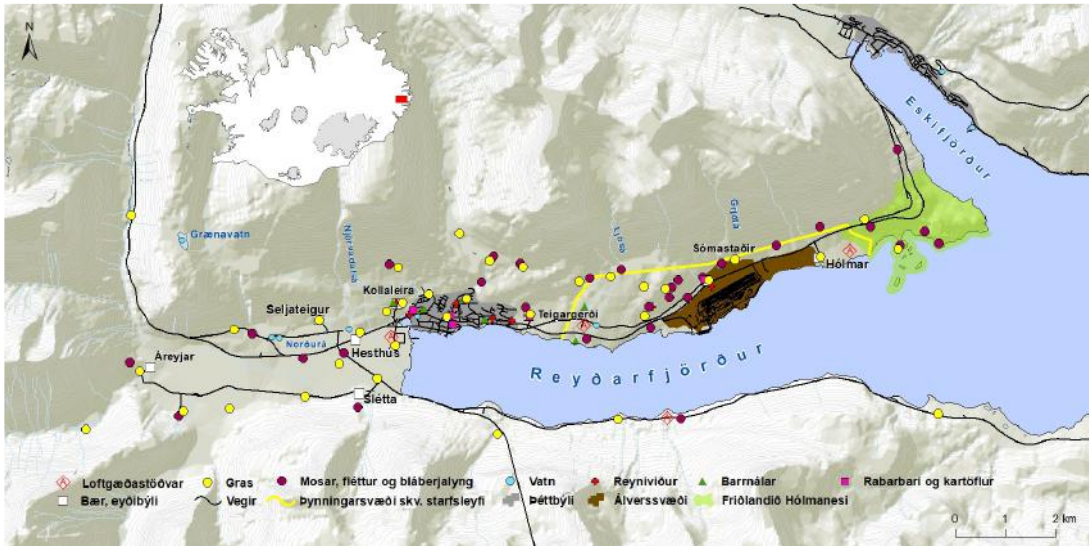 N
Eskifjörður
Grænavatn
Njörvadalsá
Ljósá
Grjótá
Sómastaðir
Hólmar
Kollaleira
Seljateigur
Teigargerði
Norðurá
Hesthús
Áreyjar
Slétta
Reyðarfjörður
Loftgæðastöðvar Gras Mosar, fléttur og bláberjalyng Vatn Reyniviður Barrnálar Rabarbari og kartöflur
Bær, eyðibýli Vegir Þynningarsvæði skv. starfsleyfi Þéttbýli Álverssvæði Friðlandið Hólmanesi
0 1 2 km